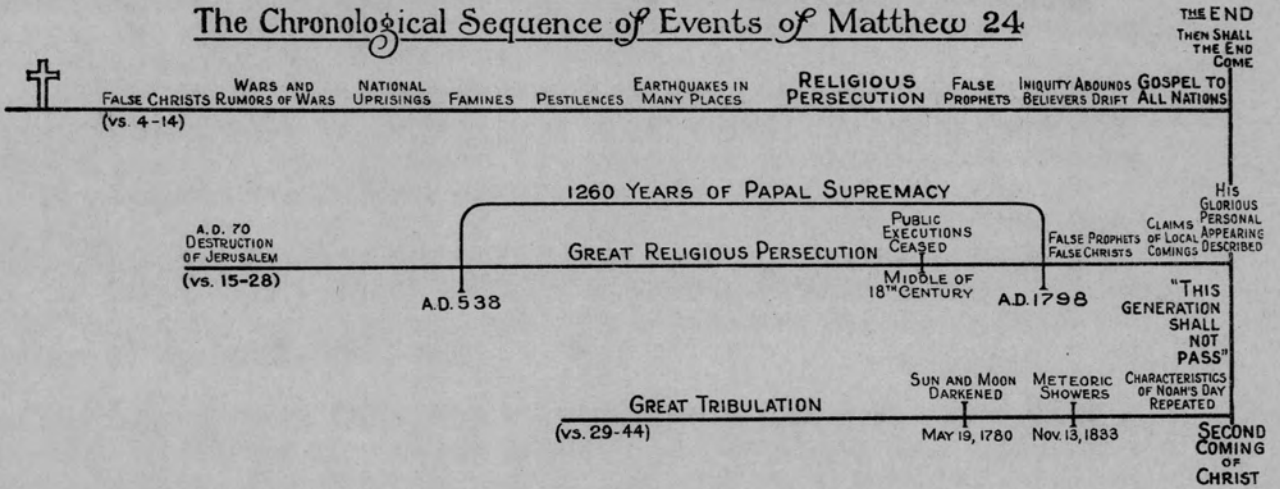 The Chronological Sequence of Events of Matthew 24
THE END
THEN SHALL
THE END
COME
FALSE CHRISTS
WARS AND
RUMORS OF WARS
NATIONAL
UPRISINGS
FAMINES
PESTILENCES
EARTHQUAKES IN
MANY PLACES
RELIGIOUS
PERSECUTION
FALSE
PROPHETS
INIQUITY ABOUNDS
BELIEVERS DRIFT
GOSPEL TO
ALL NATIONS
(vs. 4-14)
1260 YEARS OF PAPAL SUPREMACY
A.D. 70
DESTRUCTION
OF JERUSALEM
(vs. 15-28)
GREAT RELIGIOUS PERSECUTION
PUBLIC
EXECUTIONS
CEASED
MIDDLE OF
18TH CENTURY
FALSE PROPHETS
FALSE CHRISTS
CLAIMS
OF LOCAL
COMINGS
HIS
GLORIOUS
PERSONAL
APPEARING
DESCRIBED
A.D. 538
A.D. 1798
"THIS
GENERATION
SHALL
NOT
PASS"
GREAT TRIBULATION
(vs. 29-44)
SUN AND MOON
DARKENED
MAY 19, 1780
METEORIC
SHOWERS
NOV. 13, 1833
CHARACTERISTICS
OF NOAH'S DAY
REPEATED
SECOND
COMING
OF
CHRIST